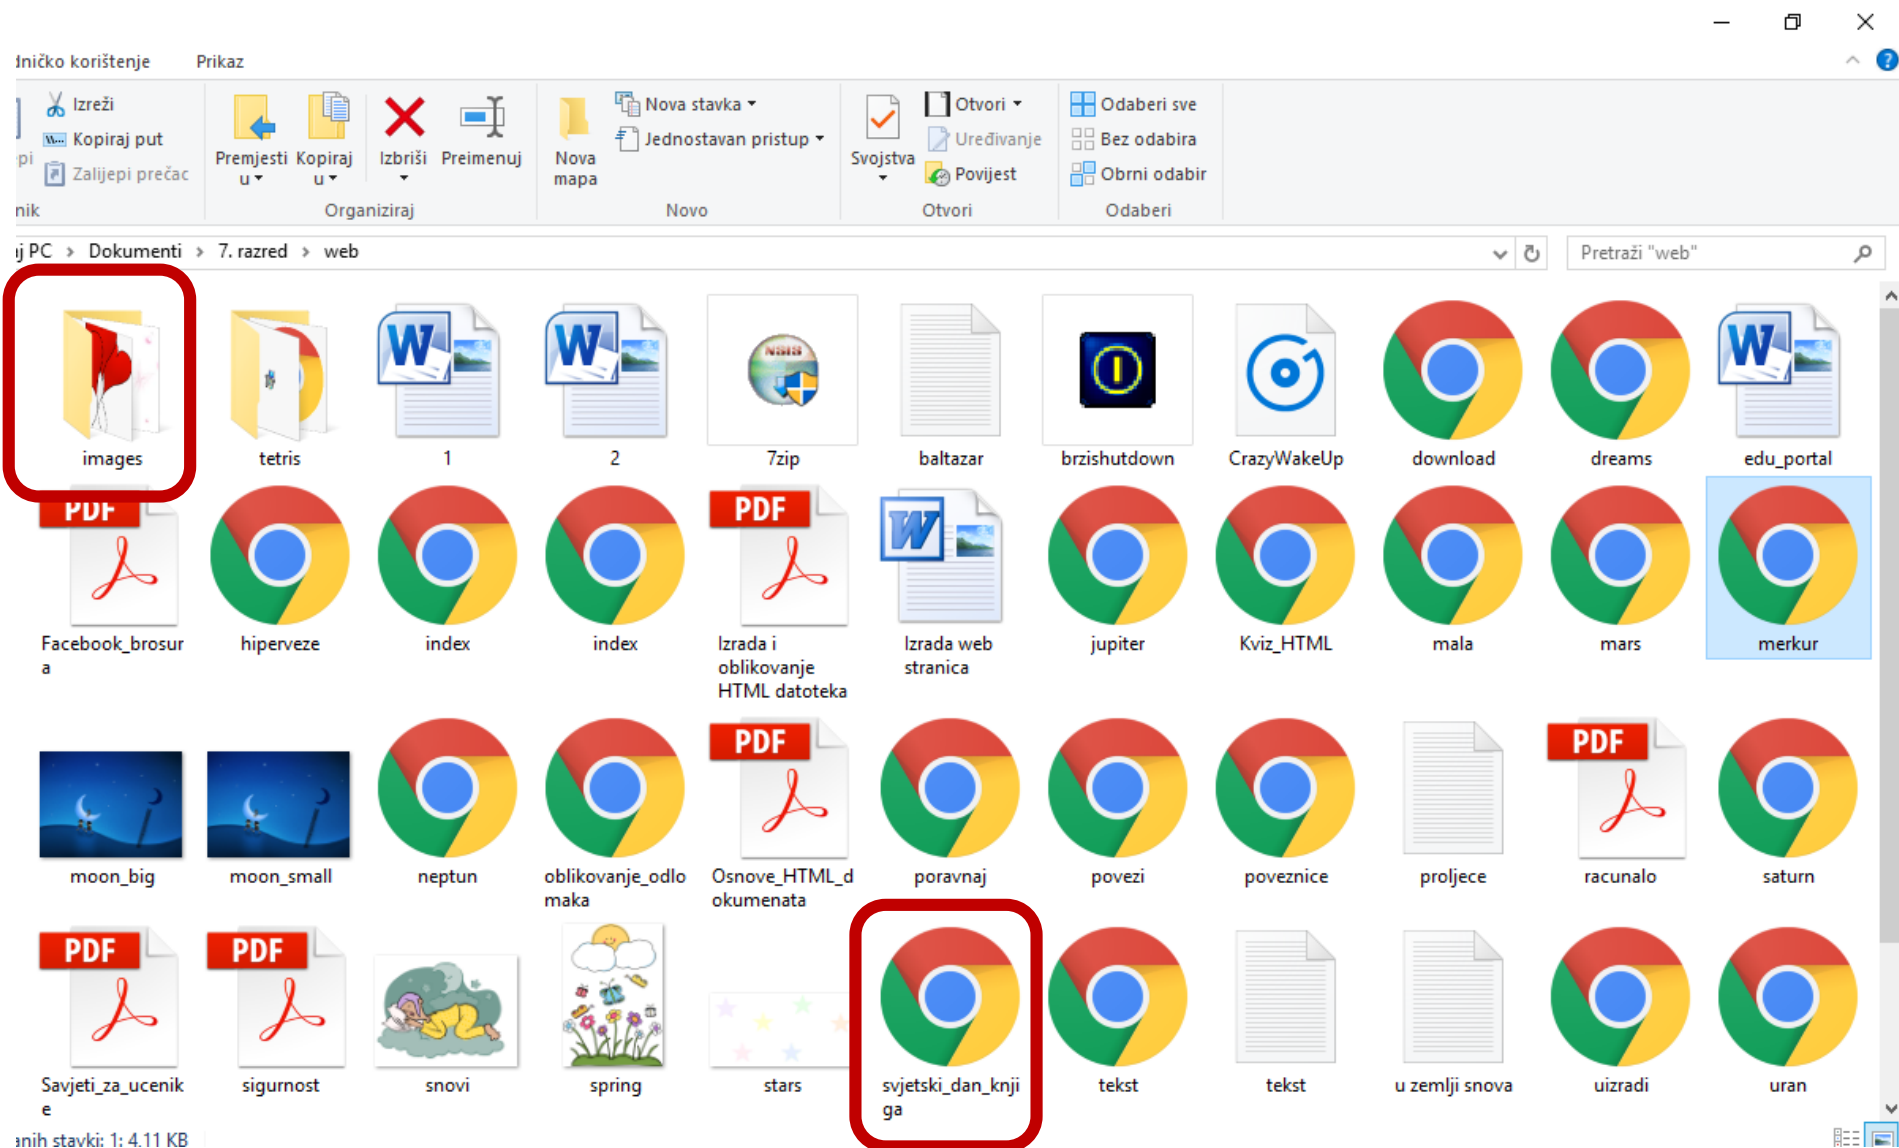 dničko korištenje Prikaz
Izreži
Kopiraj put
Zalijepi prečac
pi
nik
Premjesti
u
Kopiraj
u
Izbriši
Preimenuj
Organiziraj
Nova
mapa
Nova stavka
Jednostavan pristup
Novo
Svojstva
Otvori
Uređivanje
Povijest
Otvori
Odaberi sve
Bez odabira
Obrni odabir
Odaberi
aj PC > Dokumenti > 7. razred > web
Pretraži "web"
W
W
NSIS
W
images
tetris
1
2
7zip
baltazar
brzishutdown
CrazyWakeUp
download
dreams
edu_portal
PDF
PDF
W
Facebook_brosur
a
hiperveze
index
index
Izrada i
oblikovanje
HTML datoteka
Izrada web
stranica
jupiter
Kviz_HTML
mala
mars
merkur
PDF
PDF
moon_big
moon_small
neptun
oblikovanje_odlo
maka
Osnove_HTML_d
okumenata
poravnaj
povezi
poveznice
proljece
racunalo
saturn
PDF
PDF
Savjeti_za_ucenik
e
sigurnost
snovi
spring
stars
svjetski_dan_knji
ga
tekst
tekst
u zemlji snova
uizradi
uran
anih stavki: 1: 4,11 KB